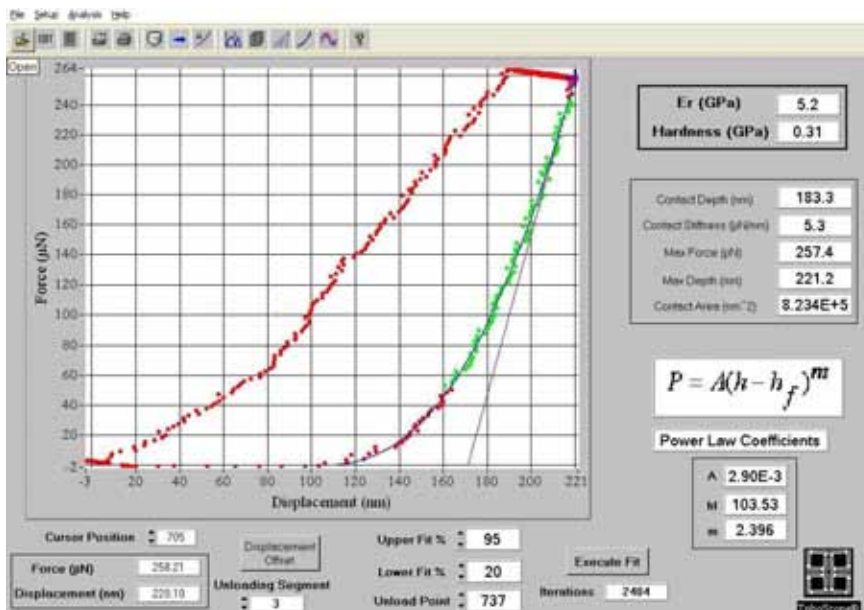 File Setup Analysis Help
Open
264
240
220
200
180
160
140
120
100
80
60
40
20
-2
Force (µN)
-3 20 40 60 80 100 120 140 160 180 200 221
Displacement (nm)
Er (GPa) 5.2
Hardness (GPa) 0.31
Contact Depth (nm) 183.3
Contact Stiffness (µN/nm) 5.3
Max Force (µN) 257.4
Max Depth (nm) 221.2
Contact Area (nm^2) 8.234E+5
P = A(h - h_f)^m
Power Law Coefficients
A 2.90E-3
hf 103.53
m 2.396
Cursor Position 705
Force (µN) 258.21
Displacement (nm) 220.10
Displacement Offset
Unloading Segment
3
Upper Fit % 95
Lower Fit % 20
Unload Point 737
Execute Fit
Iterations 2484